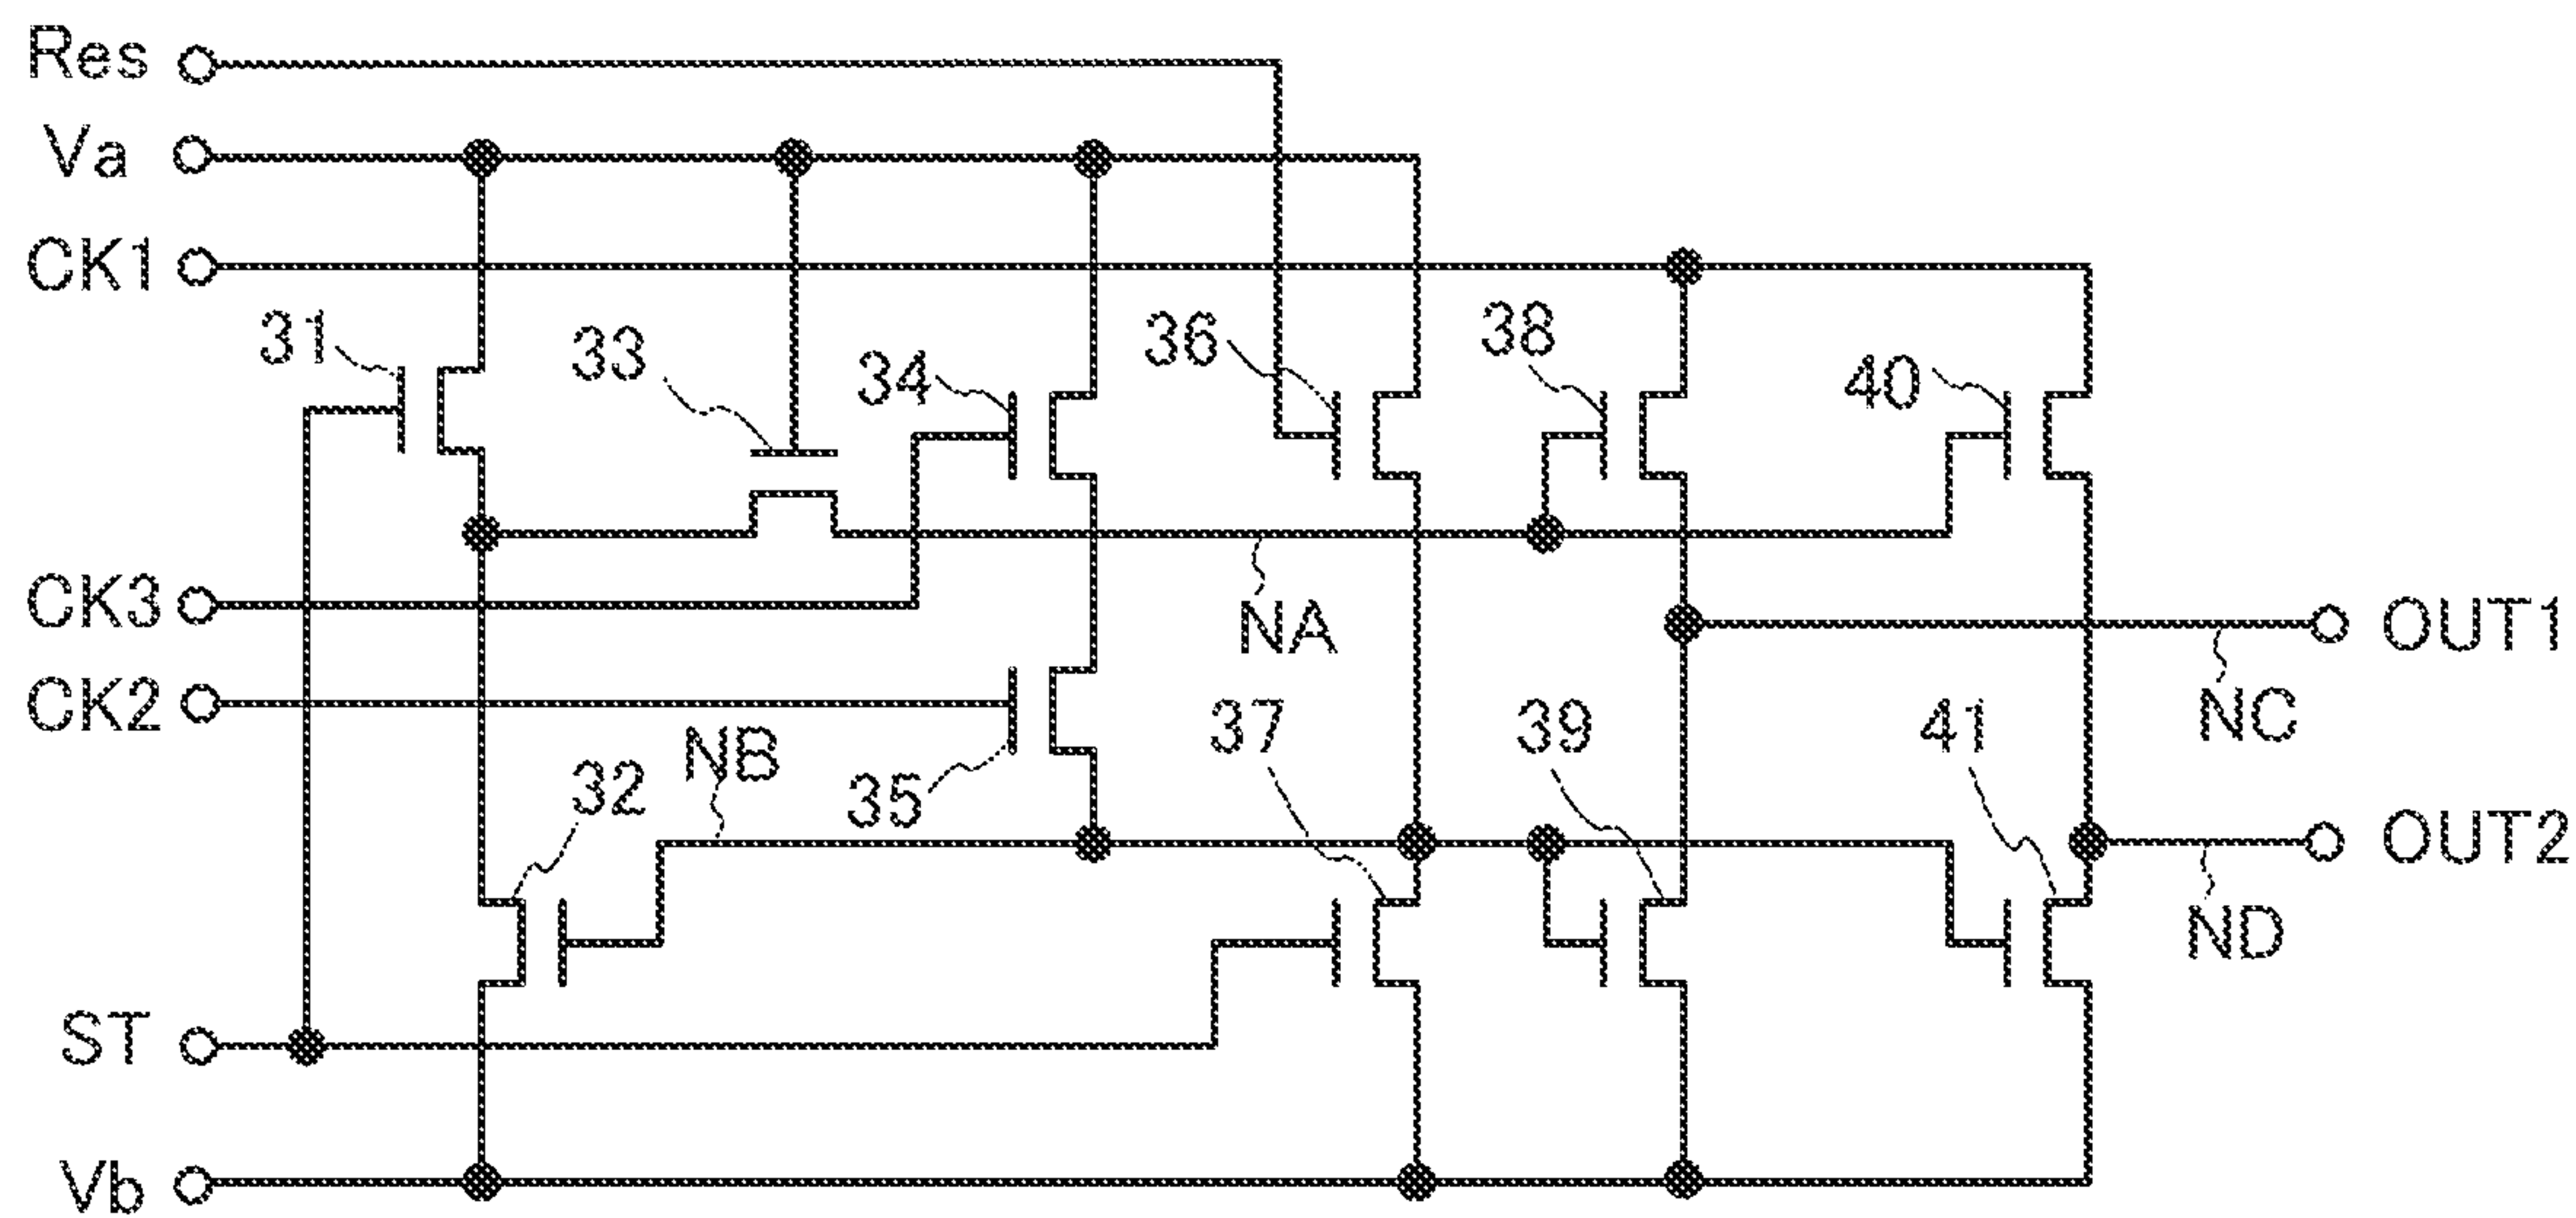 Res
Va
CK1
31
33
34
36
38
40
CK3
NA
OUT1
CK2
NB
35
37
39
41
NC
32
OUT2
ND
ST
Vb